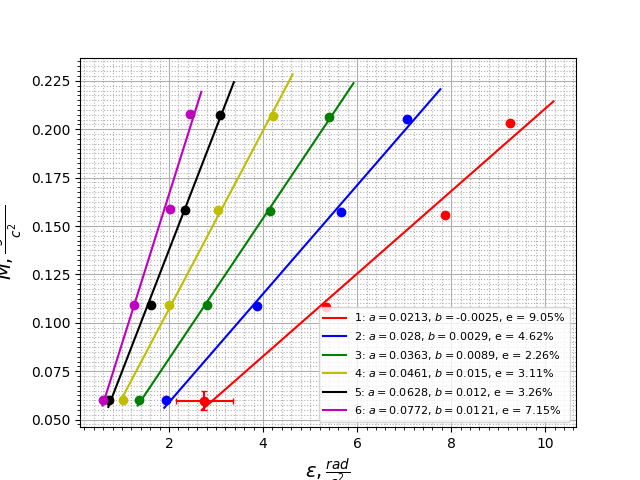 0.225
0.200
0.175
0.150
0.125
0.100
0.075
0.050
M,
c²
1: a = 0.0213, b = -0.0025, e = 9.05%
2: a = 0.028, b = 0.0029, e = 4.62%
3: a = 0.0363, b = 0.0089, e = 2.26%
4: a = 0.0461, b = 0.015, e = 3.11%
5: a = 0.0628, b = 0.012, e = 3.26%
6: a = 0.0772, b = 0.0121, e = 7.15%
2 4 6 8 10
ε, rad